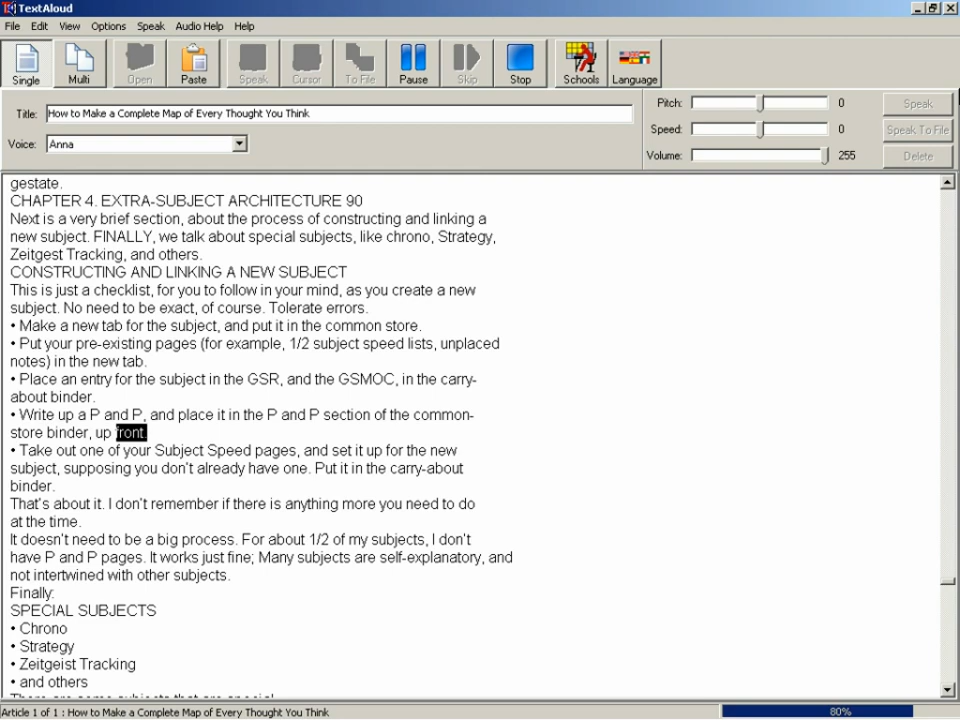 TextAloud
File Edit View Options Speak Audio Help Help
Single Multi Open Paste Speak Cursor To File Pause Skip Stop Schools Language
Title: How to Make a Complete Map of Every Thought You Think
Voice: Anna
Pitch: 0 Speak
Speed: 0 Speak To File
Volume: 255 Delete
gestate.
CHAPTER 4. EXTRA-SUBJECT ARCHITECTURE 90
Next is a very brief section, about the process of constructing and linking a
new subject. FINALLY, we talk about special subjects, like chrono, Strategy,
Zeitgest Tracking, and others.
CONSTRUCTING AND LINKING A NEW SUBJECT
This is just a checklist, for you to follow in your mind, as you create a new
subject. No need to be exact, of course. Tolerate errors.
• Make a new tab for the subject, and put it in the common store.
• Put your pre-existing pages (for example, 1/2 subject speed lists, unplaced
notes) in the new tab.
• Place an entry for the subject in the GSR, and the GSMOC, in the carry-
about binder.
• Write up a P and P, and place it in the P and P section of the common-
store binder, up front.
• Take out one of your Subject Speed pages, and set it up for the new
subject, supposing you don't already have one. Put it in the carry-about
binder.
That's about it. I don't remember if there is anything more you need to do
at the time.
It doesn't need to be a big process. For about 1/2 of my subjects, I don't
have P and P pages. It works just fine; Many subjects are self-explanatory, and
not intertwined with other subjects.
Finally:
SPECIAL SUBJECTS
• Chrono
• Strategy
• Zeitgeist Tracking
• and others
There are some subjects that are special
Article 1 of 1 : How to Make a Complete Map of Every Thought You Think 80%